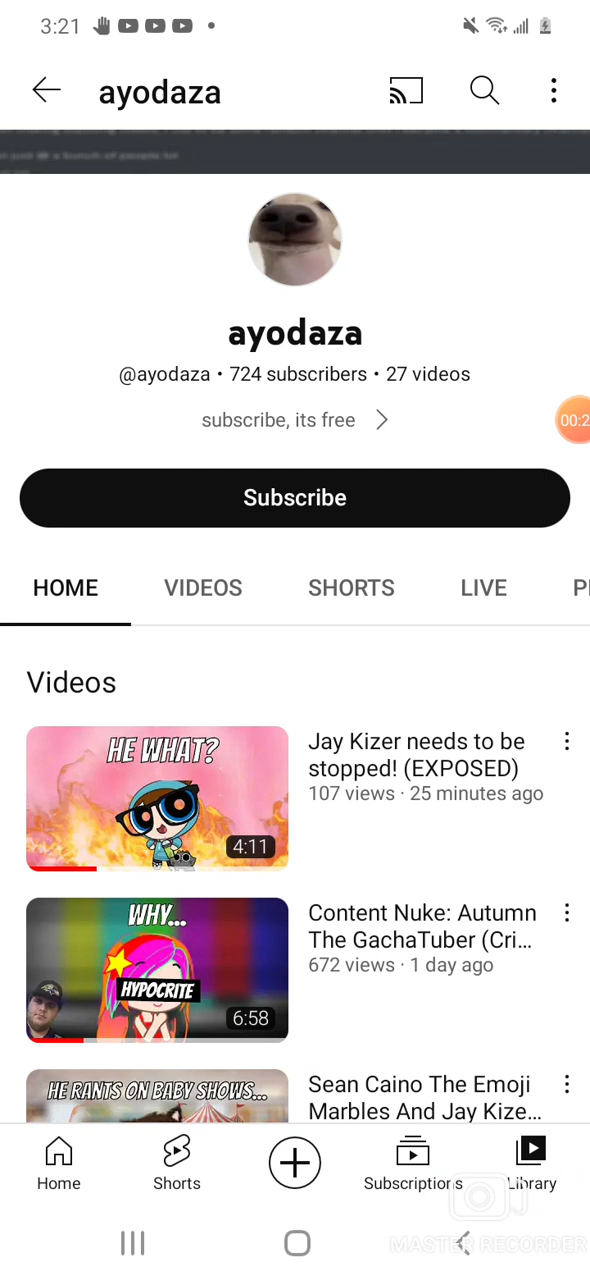 3:21
ayodaza
ayodaza
@ayodaza • 724 subscribers • 27 videos
subscribe, its free
00:2
Subscribe
HOME VIDEOS SHORTS LIVE P
Videos
HE WHAT?
4:11
Jay Kizer needs to be
stopped! (EXPOSED)
107 views · 25 minutes ago
WHY...
HYPOCRITE
6:58
Content Nuke: Autumn
The GachaTuber (Cri...
672 views · 1 day ago
HE RANTS ON BABY SHOWS...
Sean Caino The Emoji
Marbles And Jay Kize...
Home Shorts Subscriptions Library
MASTER RECORDER